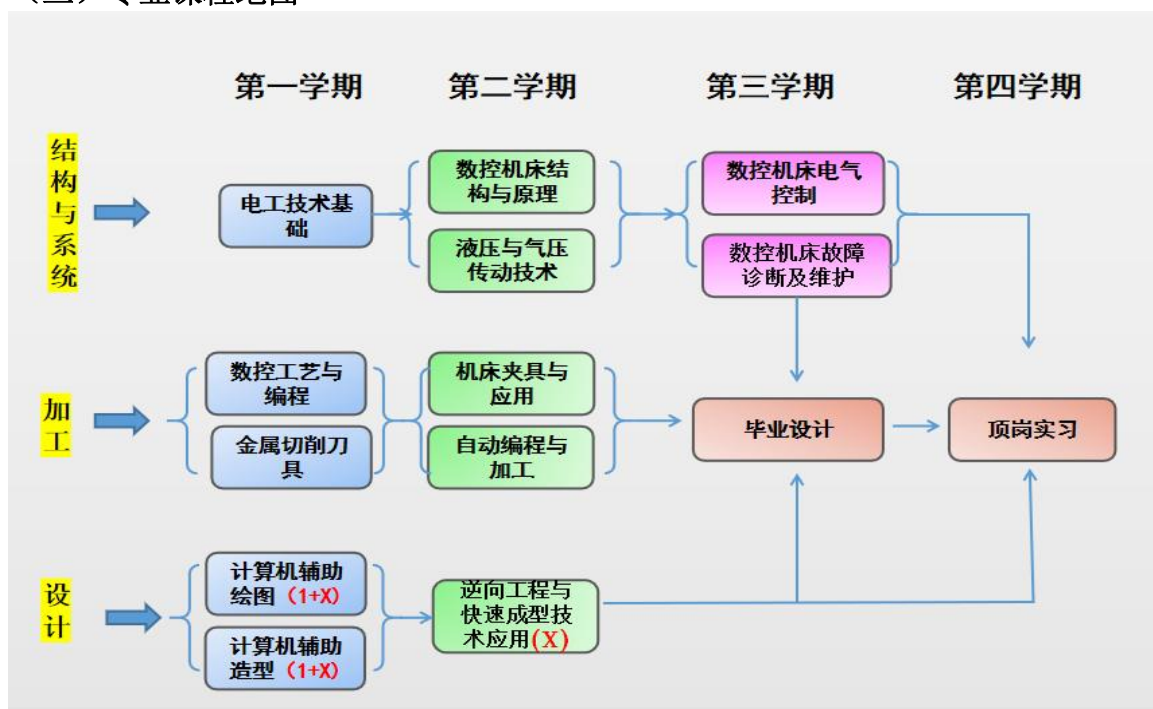 第一学期 第二学期 第三学期 第四学期
结
构
与
系
统
电工技术基
础
数控机床结
构与原理
液压与气压
传动技术
数控机床电气
控制
数控机床故障
诊断及维护
加
工
数控工艺与
编程
金属切削刀
具
机床夹具与
应用
自动编程与
加工
毕业设计
顶岗实习
设
计
计算机辅助
绘图（1+X）
计算机辅助
造型（1+X）
逆向工程与
快速成型技
术应用(X)